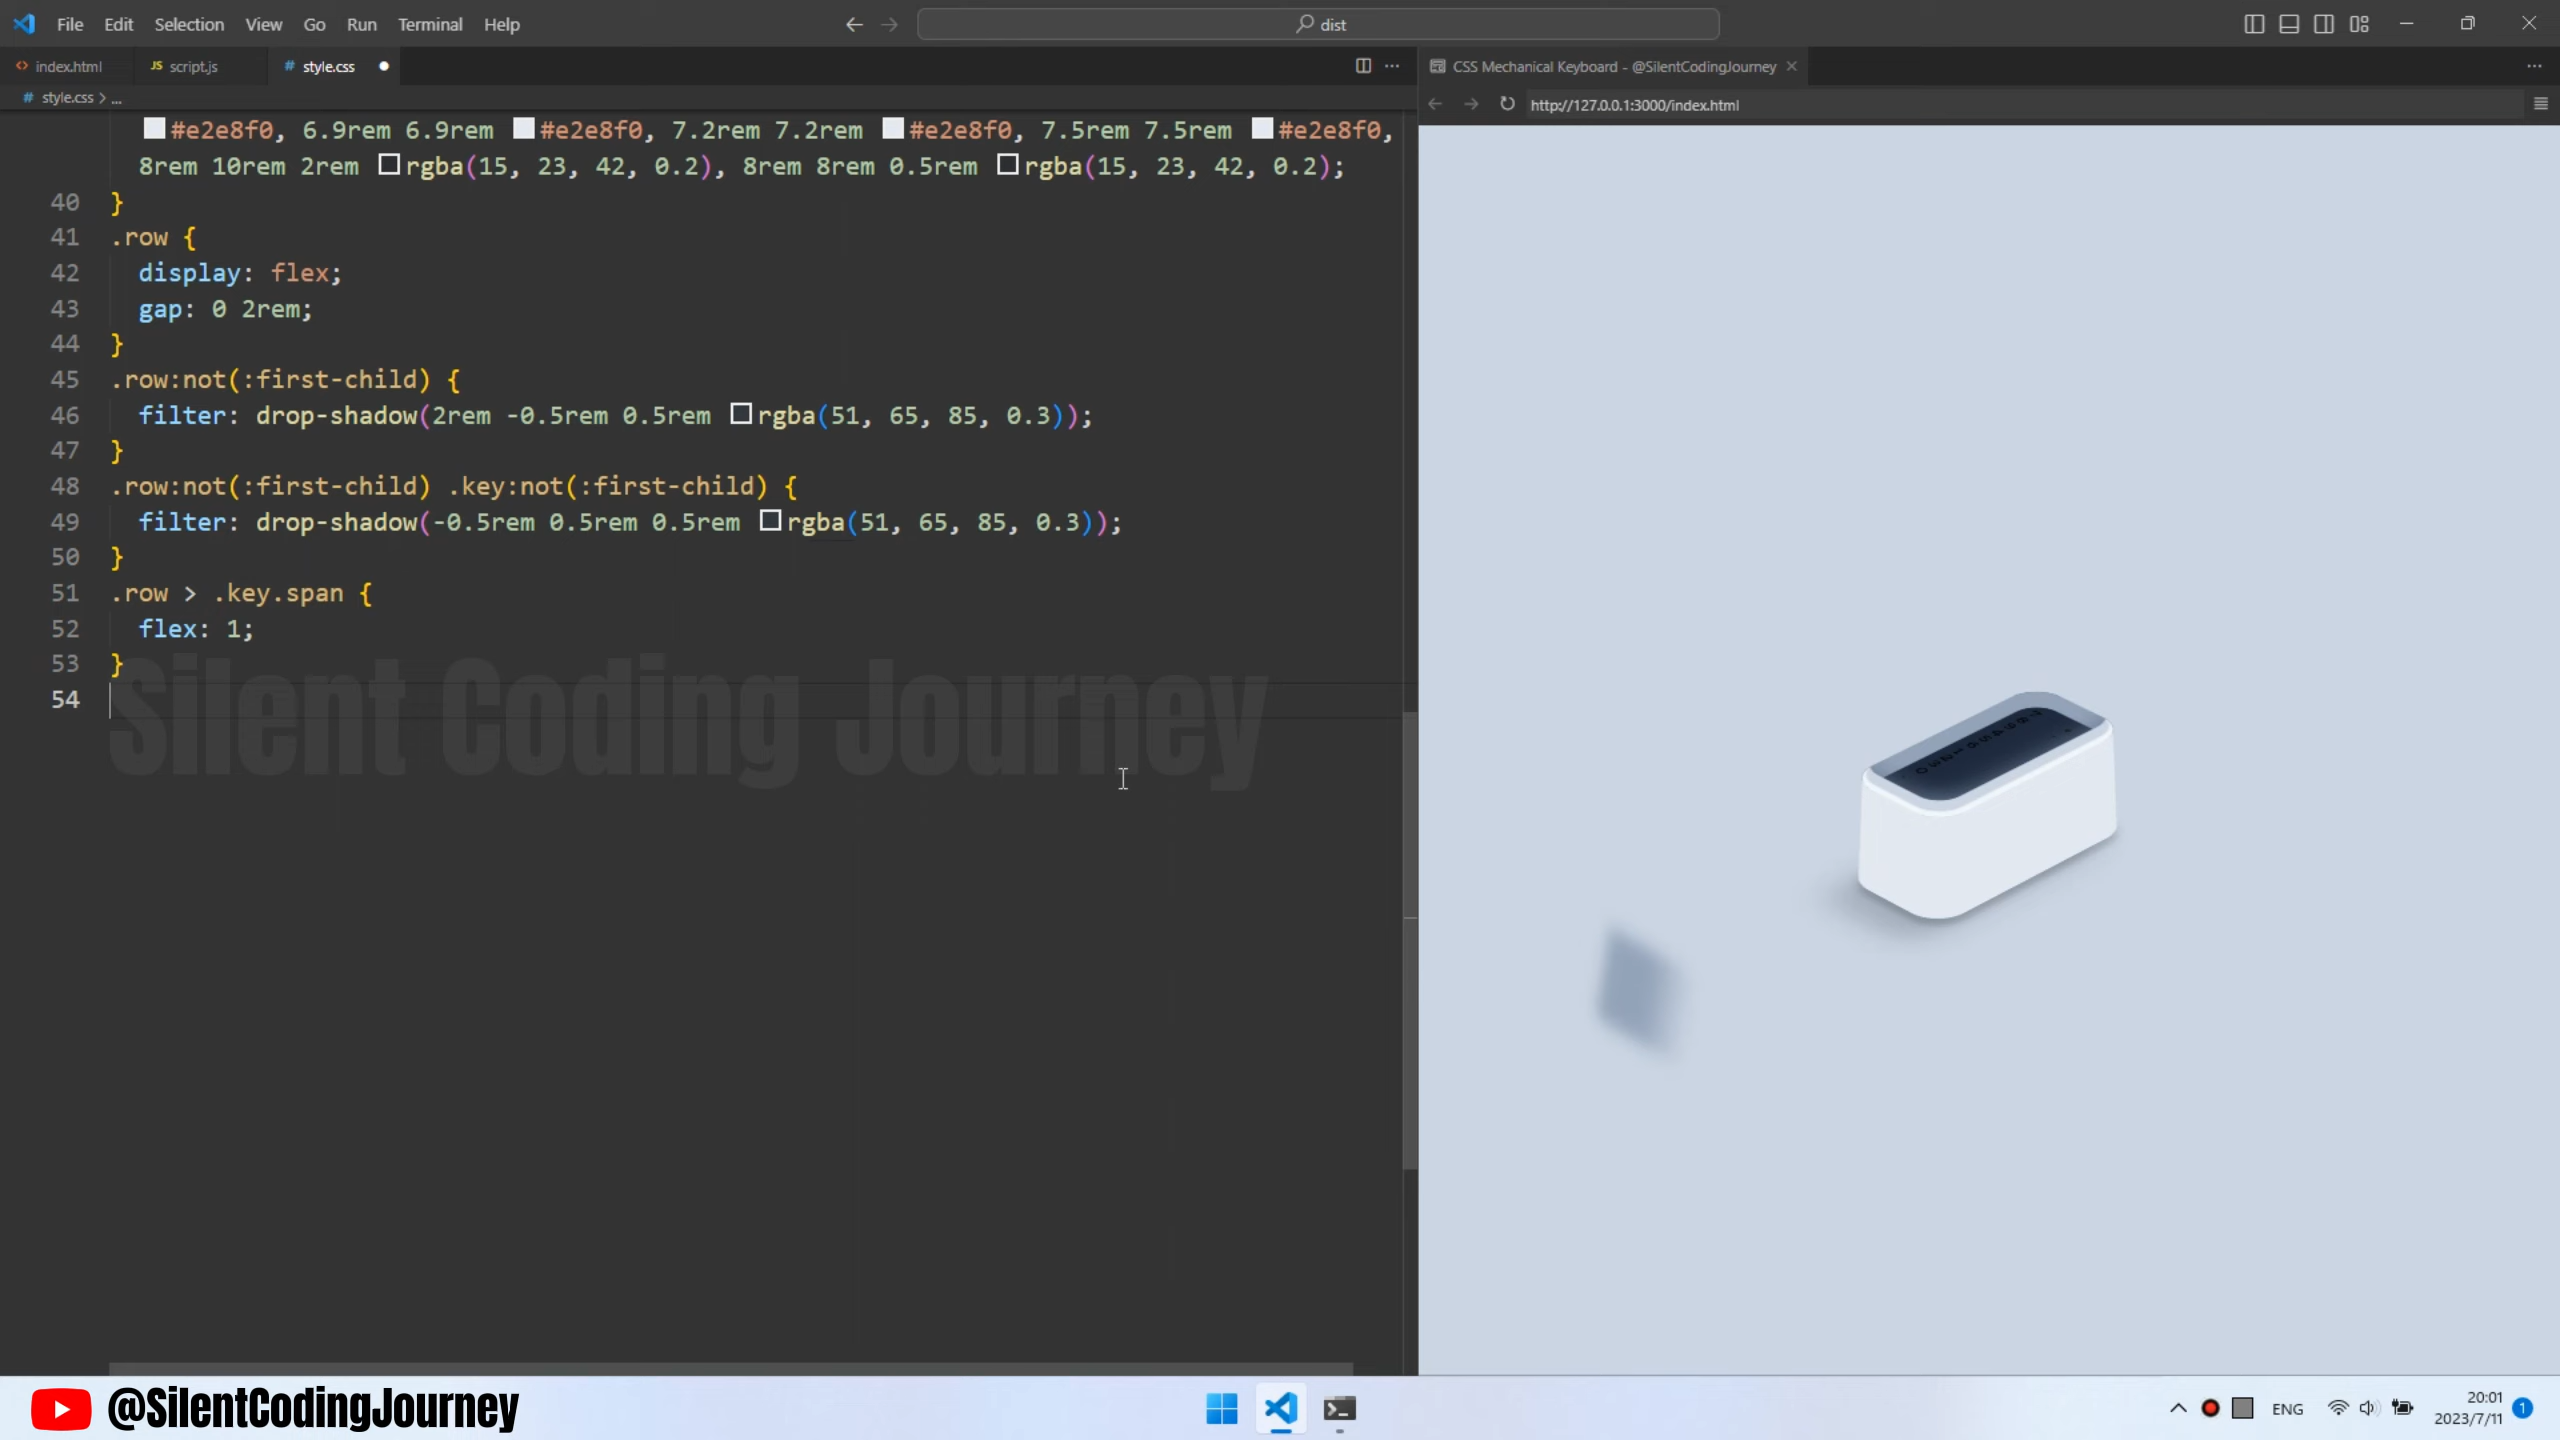 File Edit Selection View Go Run Terminal Help
dist
index.html
JS script.js
# style.css
CSS Mechanical Keyboard - @SilentCodingJourney
# style.css > ...
http://127.0.0.1:3000/index.html
#e2e8f0, 6.9rem 6.9rem #e2e8f0, 7.2rem 7.2rem #e2e8f0, 7.5rem 7.5rem #e2e8f0,
8rem 10rem 2rem rgba(15, 23, 42, 0.2), 8rem 8rem 0.5rem rgba(15, 23, 42, 0.2);
40 }
41 .row {
42 display: flex;
43 gap: 0 2rem;
44 }
45 .row:not(:first-child) {
46 filter: drop-shadow(2rem -0.5rem 0.5rem rgba(51, 65, 85, 0.3));
47 }
48 .row:not(:first-child) .key:not(:first-child) {
49 filter: drop-shadow(-0.5rem 0.5rem 0.5rem rgba(51, 65, 85, 0.3));
50 }
51 .row > .key.span {
52 flex: 1;
53 }
54
Silent Coding Journey
@SilentCodingJourney
ENG
20:01
2023/7/11
1